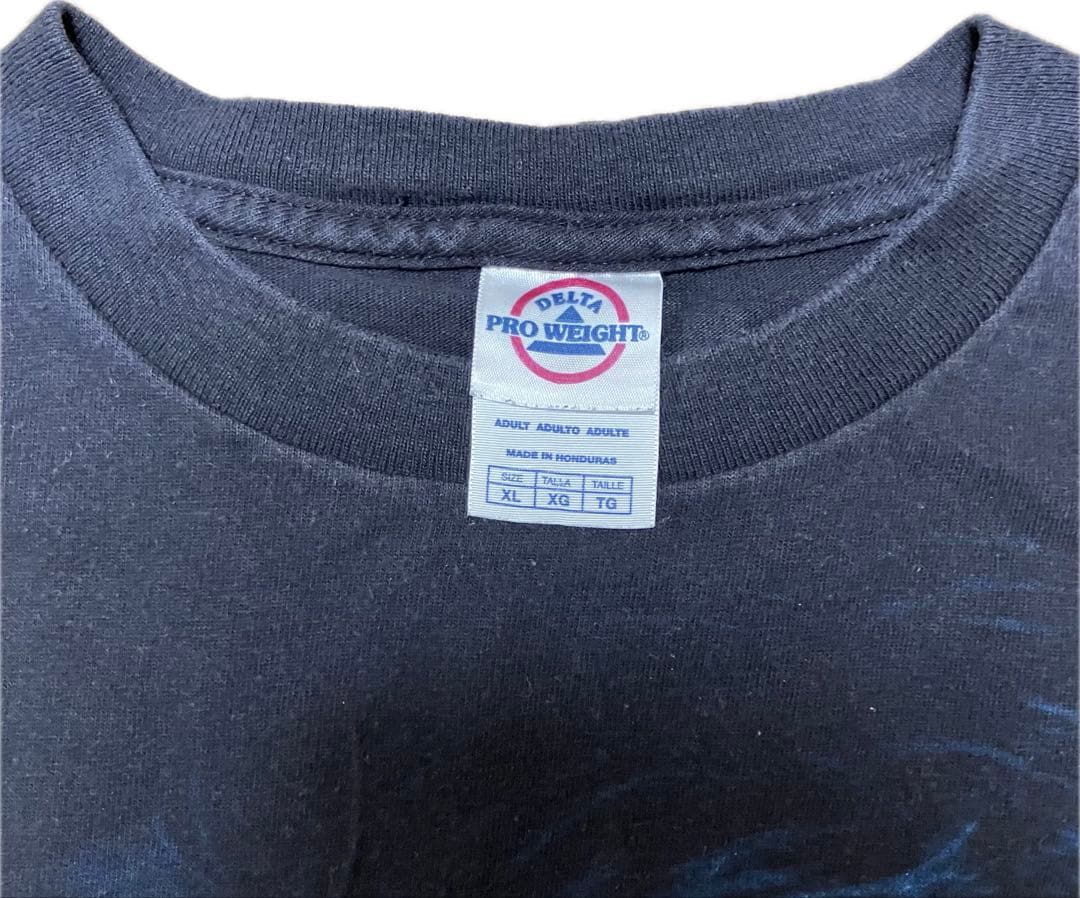 DELTA
PRO WEIGHT®
ADULT ADULTO ADULTE
MADE IN HONDURAS
SIZE TALLA TAILLE
XL XG TG